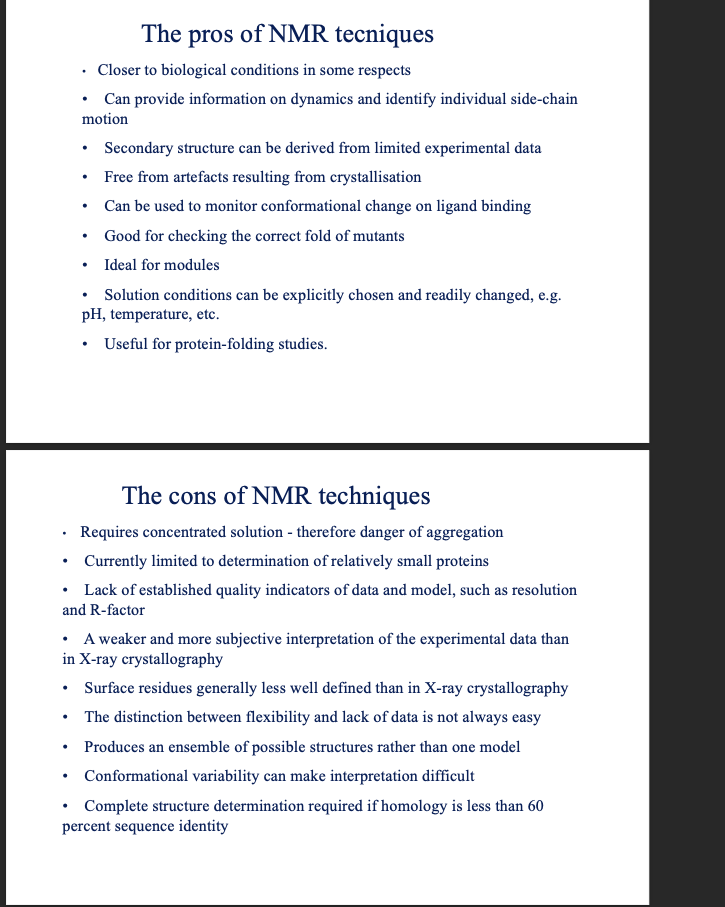 The pros of NMR tecniques
• Closer to biological conditions in some respects
• Can provide information on dynamics and identify individual side-chain
motion
• Secondary structure can be derived from limited experimental data
• Free from artefacts resulting from crystallisation
• Can be used to monitor conformational change on ligand binding
• Good for checking the correct fold of mutants
• Ideal for modules
• Solution conditions can be explicitly chosen and readily changed, e.g.
pH, temperature, etc.
• Useful for protein-folding studies.
The cons of NMR techniques
• Requires concentrated solution - therefore danger of aggregation
• Currently limited to determination of relatively small proteins
• Lack of established quality indicators of data and model, such as resolution
and R-factor
• A weaker and more subjective interpretation of the experimental data than
in X-ray crystallography
• Surface residues generally less well defined than in X-ray crystallography
• The distinction between flexibility and lack of data is not always easy
• Produces an ensemble of possible structures rather than one model
• Conformational variability can make interpretation difficult
• Complete structure determination required if homology is less than 60
percent sequence identity